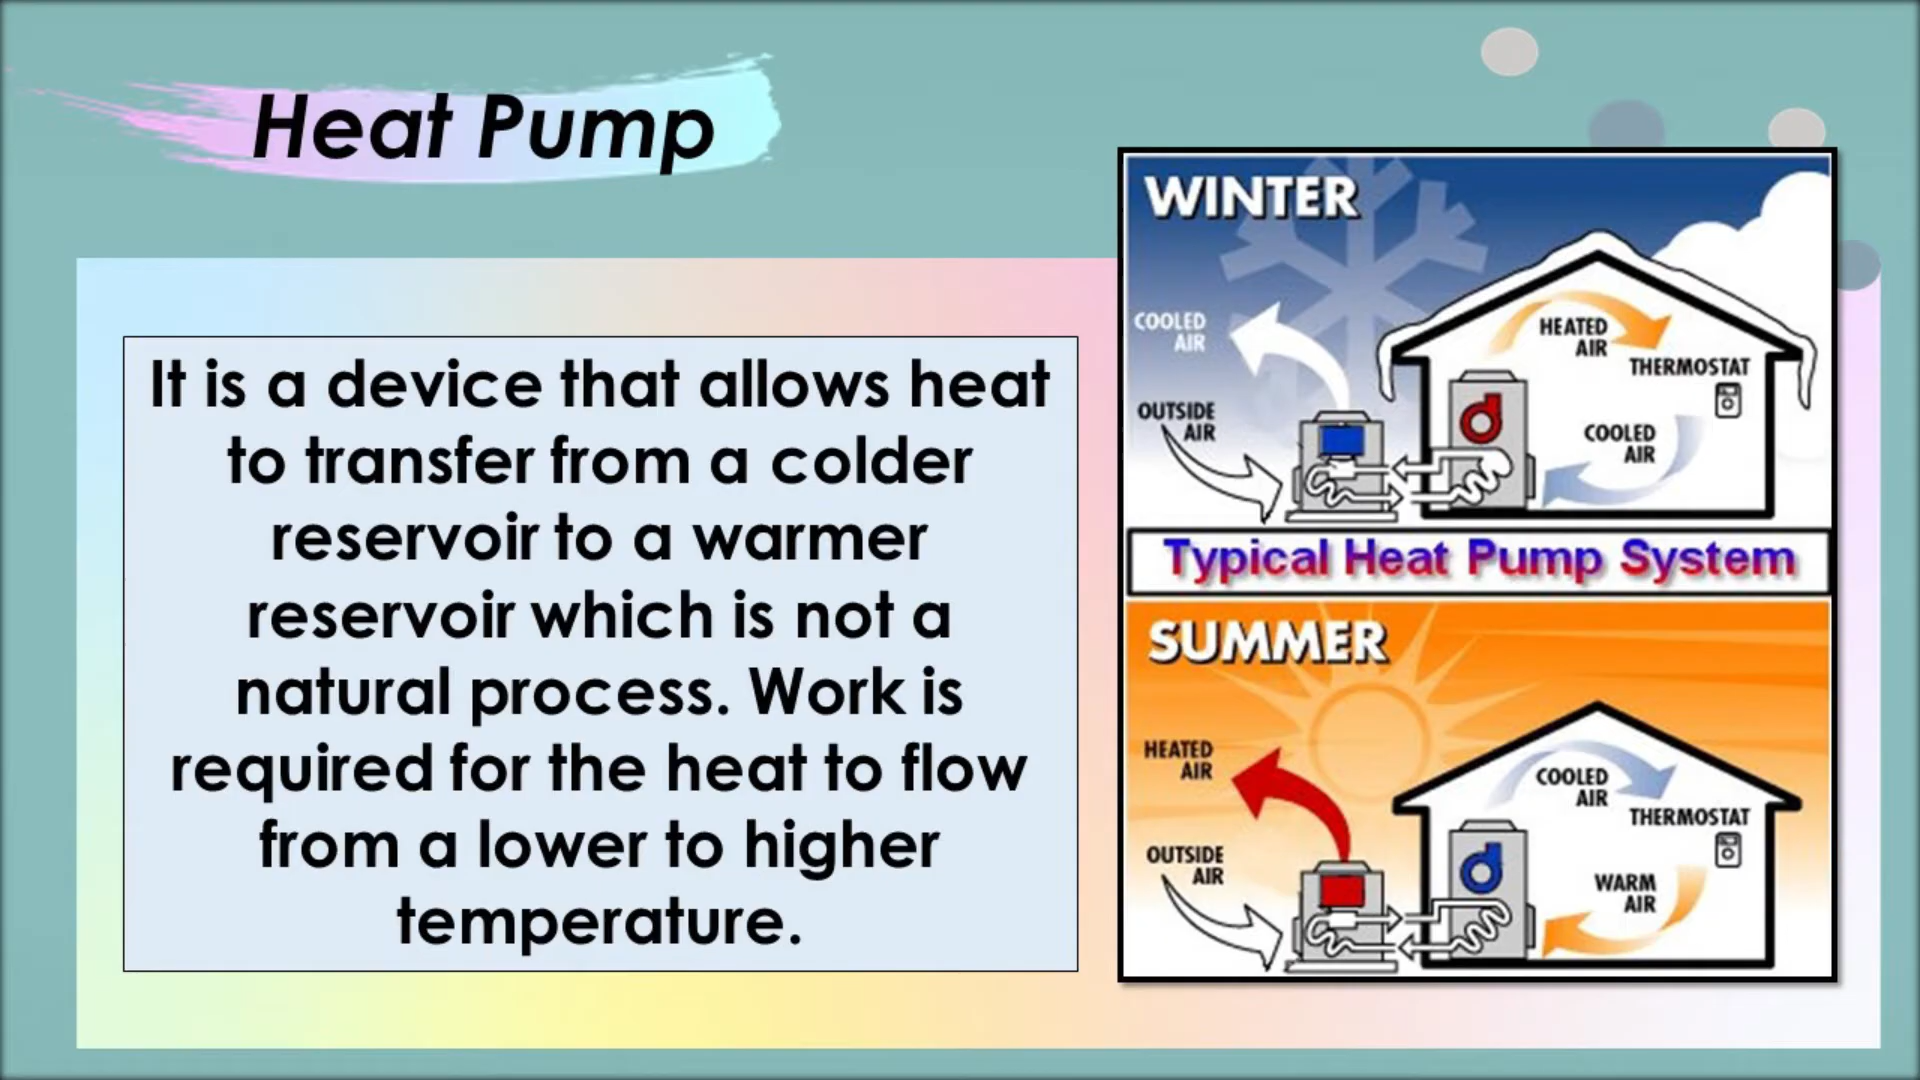 Heat Pump
It is a device that allows heat
to transfer from a colder
reservoir to a warmer
reservoir which is not a
natural process. Work is
required for the heat to flow
from a lower to higher
temperature.
WINTER
COOLED
AIR
OUTSIDE
AIR
HEATED
AIR
THERMOSTAT
COOLED
AIR
Typical Heat Pump System
SUMMER
HEATED
AIR
OUTSIDE
AIR
COOLED
AIR
THERMOSTAT
WARM
AIR